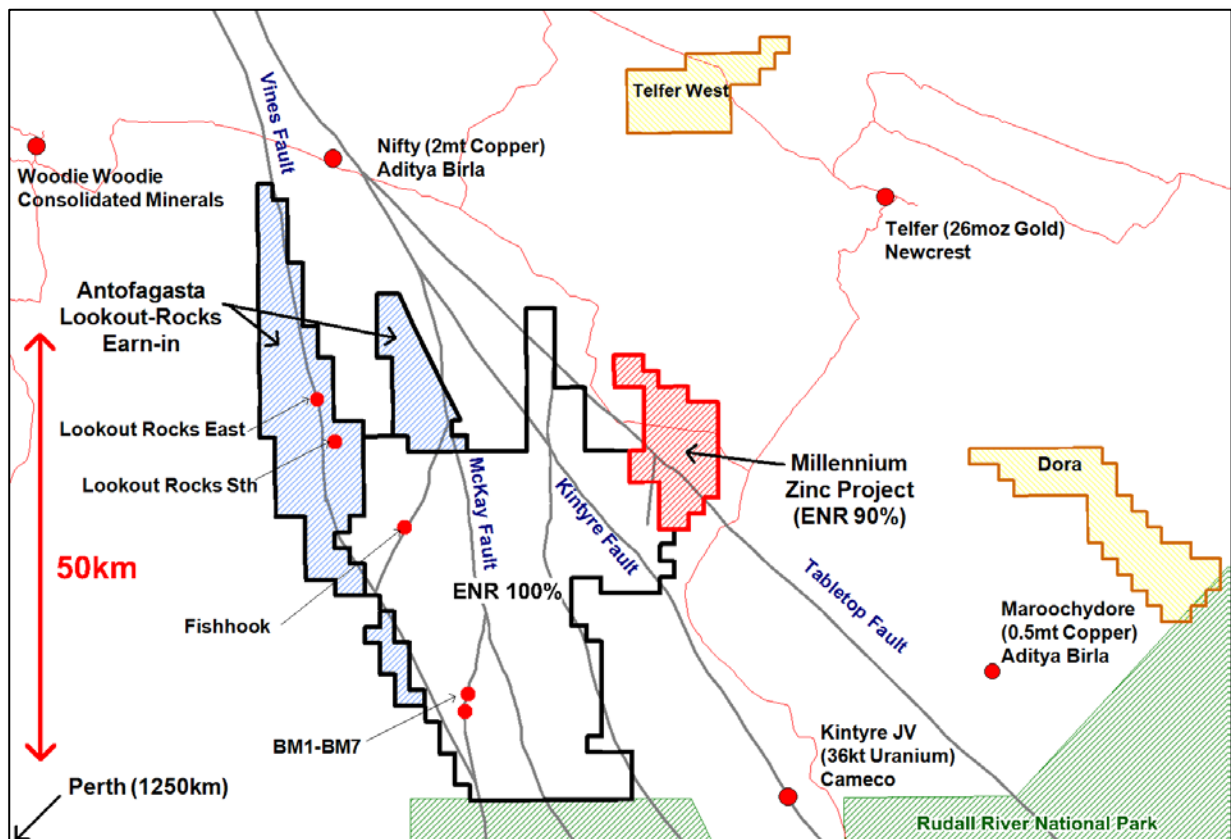 Telfer West
Vines Fault
Nifty (2mt Copper)
Aditya Birla
Woodie Woodie
Consolidated Minerals
Telfer (26moz Gold)
Newcrest
Antofagasta
Lookout-Rocks
Earn-in
Lookout Rocks East
Lookout Rocks Sth
McKay Fault
Kintyre Fault
Millennium
Zinc Project
(ENR 90%)
Dora
50km
ENR 100%
Tabletop Fault
Fishhook
Maroochydore
(0.5mt Copper)
Aditya Birla
BM1-BM7
Kintyre JV
(36kt Uranium)
Cameco
Perth (1250km)
Rudall River National Park